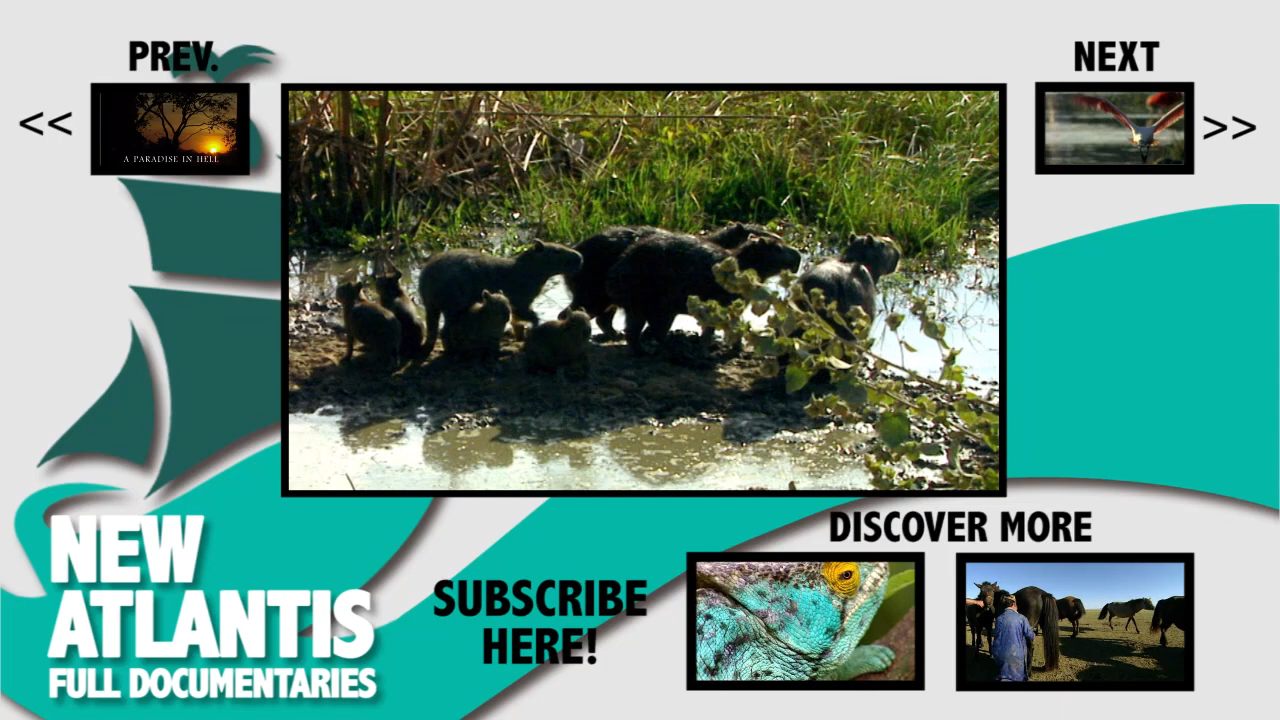 PREV.
NEXT
<<
>>
A PARADISE IN HELL
DISCOVER MORE
SUBSCRIBE
HERE!
NEW
ATLANTIS
FULL DOCUMENTARIES